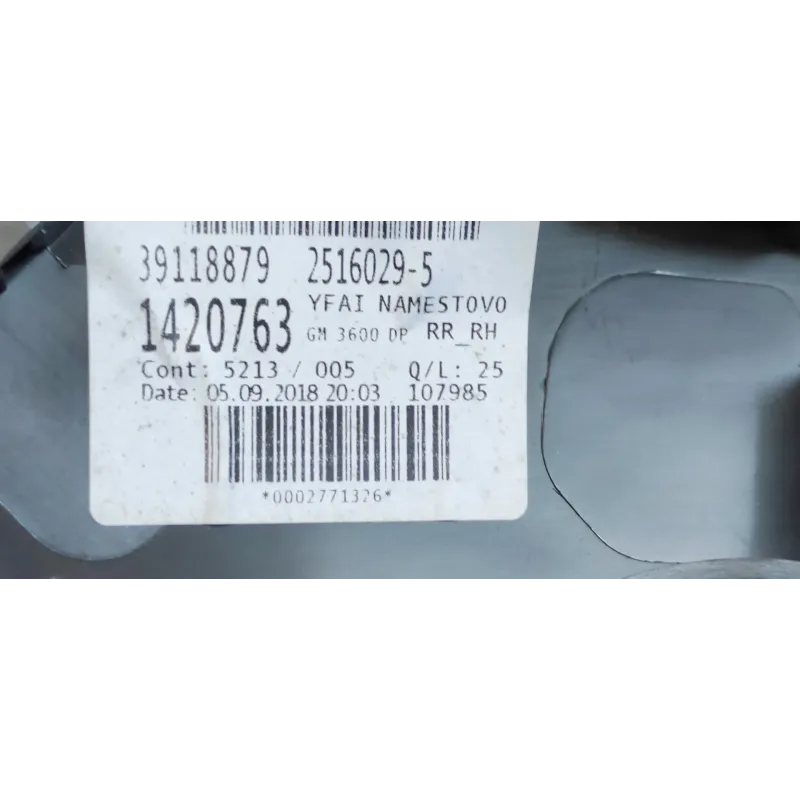 39118879 2516029-5
1420763 YFAI NAMESTOVO
GM 3600 DP RR_RH
Cont: 5213 / 005 Q/L: 25
Date: 05.09.2018 20:03 107985
*0002771326*